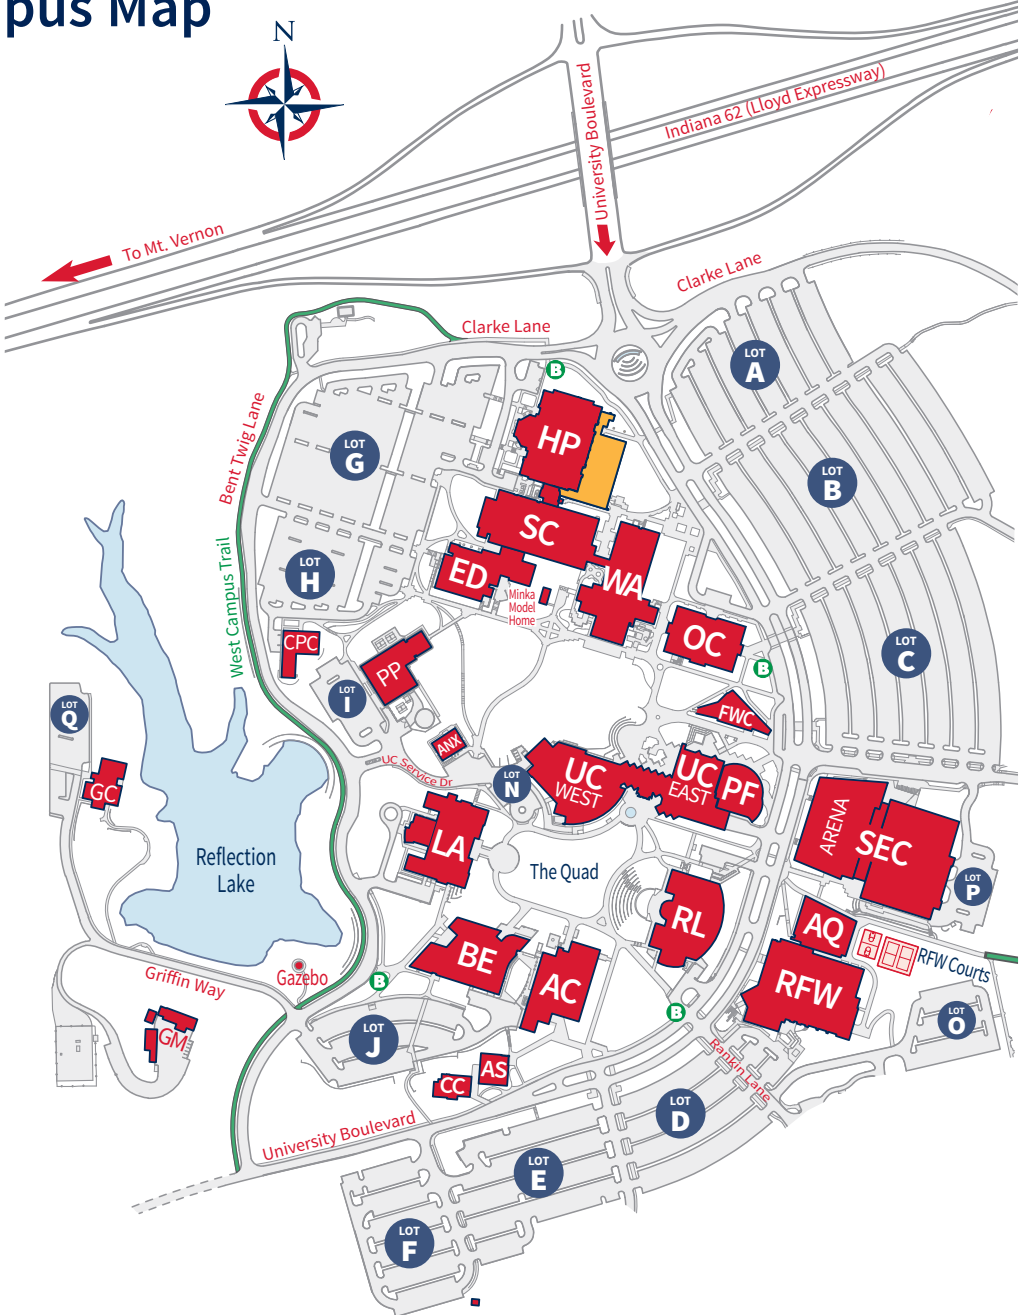 pus Map
N
University Boulevard
Indiana 62 (Lloyd Expressway)
To Mt. Vernon
Clarke Lane
Clarke Lane
LOT
A
B
Bent Twig Lane
HP
LOT
G
LOT
B
SC
West Campus Trail
LOT
H
ED
WA
Minka
Model
Home
CPC
OC
LOT
C
PP
B
LOT
I
LOT
Q
FWC
ANX
UC Service Dr
LOT
N
UC
WEST
UC
EAST
PF
GC
ARENA
SEC
LA
Reflection
Lake
The Quad
LOT
P
RL
AQ
BE
RFW Courts
Gazebo
Griffin Way
B
AC
RFW
B
LOT
O
GM
LOT
J
Rankin Lane
AS
CC
LOT
D
University Boulevard
LOT
E
LOT
F